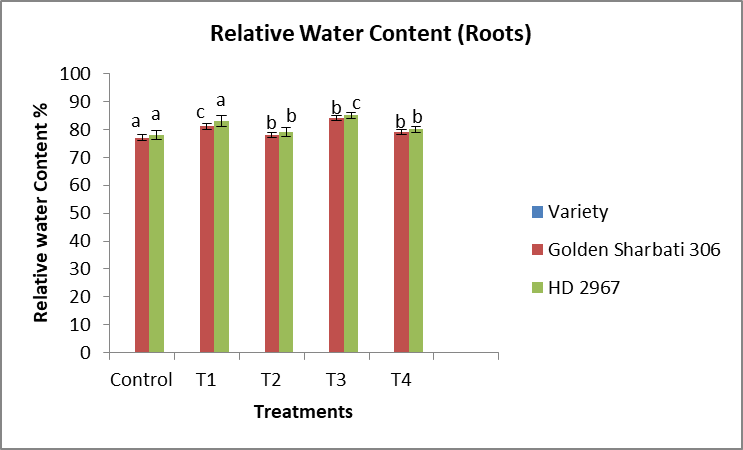 Relative Water Content (Roots)
Relative water Content %
100
90
80
70
60
50
40
30
20
10
0
a a c a b b b c b b
Control T1 T2 T3 T4
Treatments
Variety
Golden Sharbati 306
HD 2967